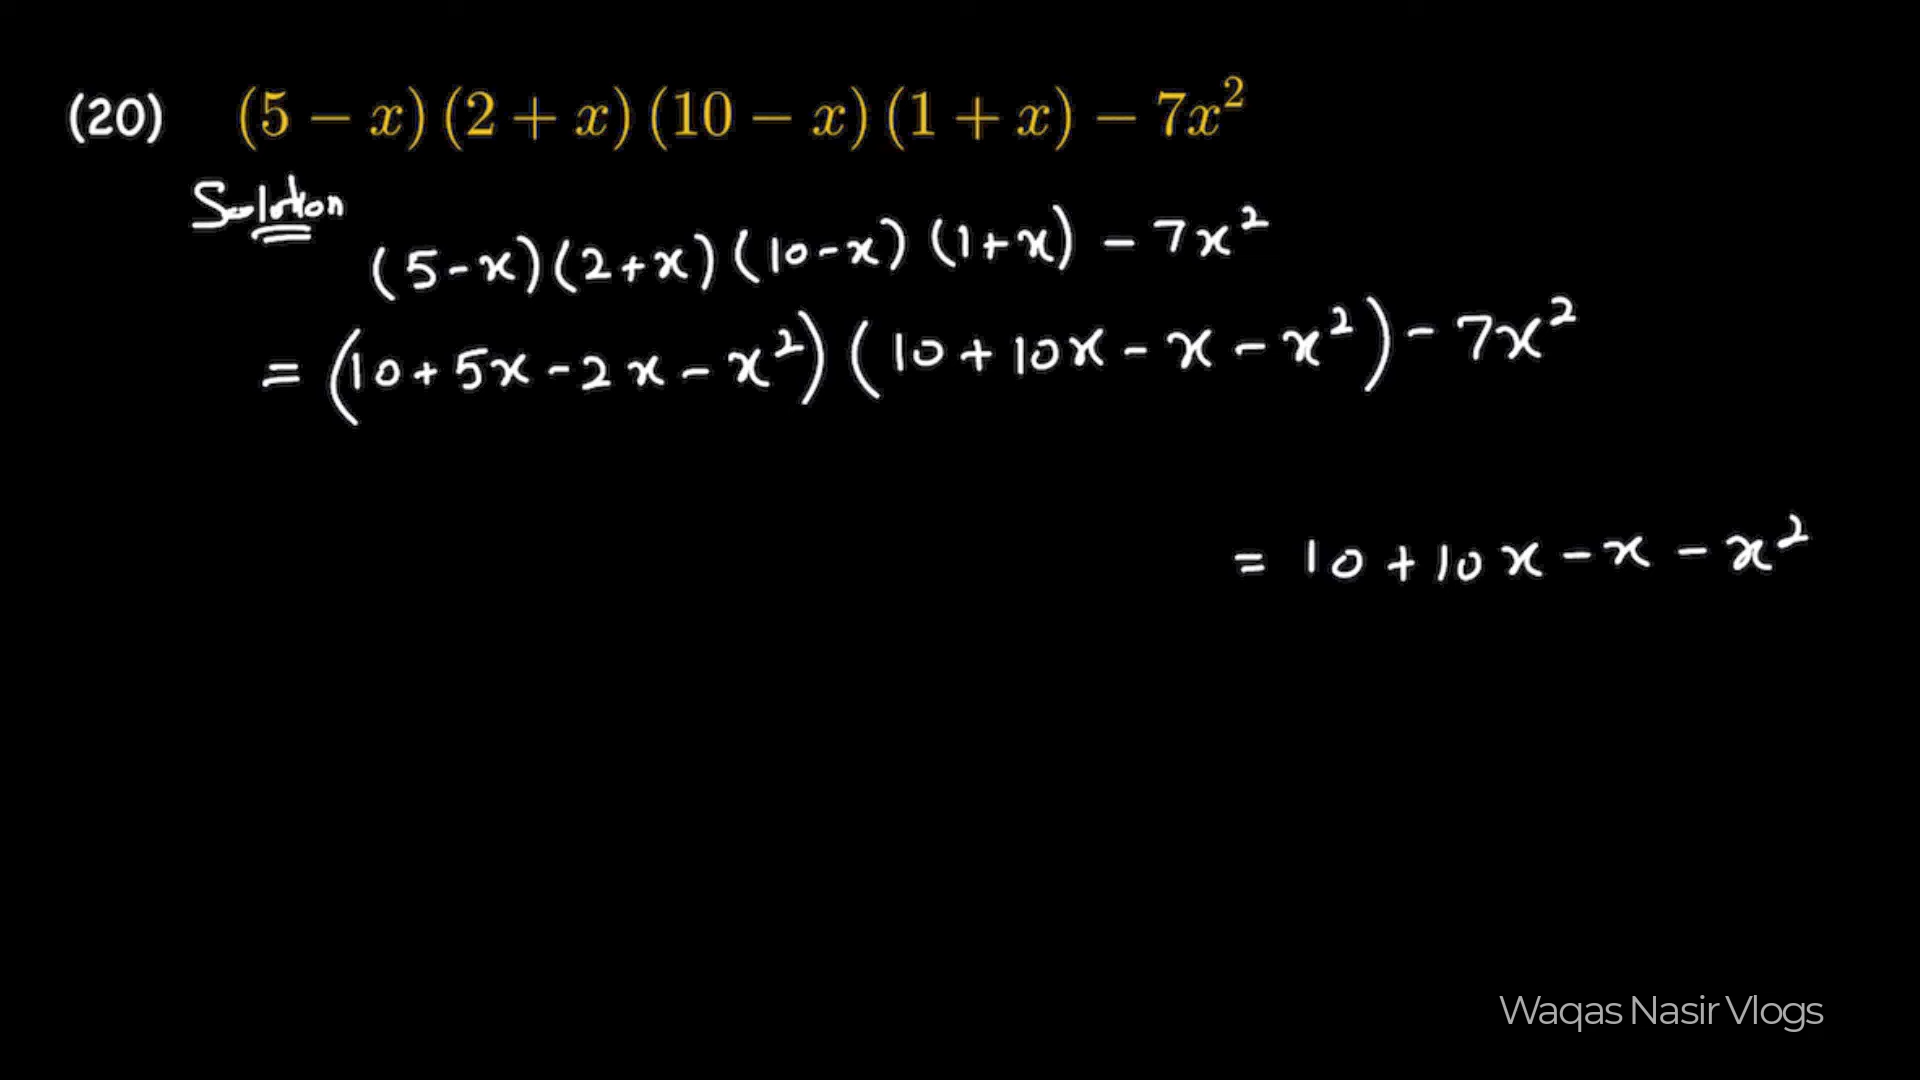 (20) (5 − x) (2 + x) (10 − x) (1 + x) − 7x²
Solution
(5-x)(2+x)(10-x)(1+x) - 7x²
= (10+5x-2x-x²)(10+10x-x-x²) - 7x²
= 10+10x-x-x²
Waqas Nasir Vlogs